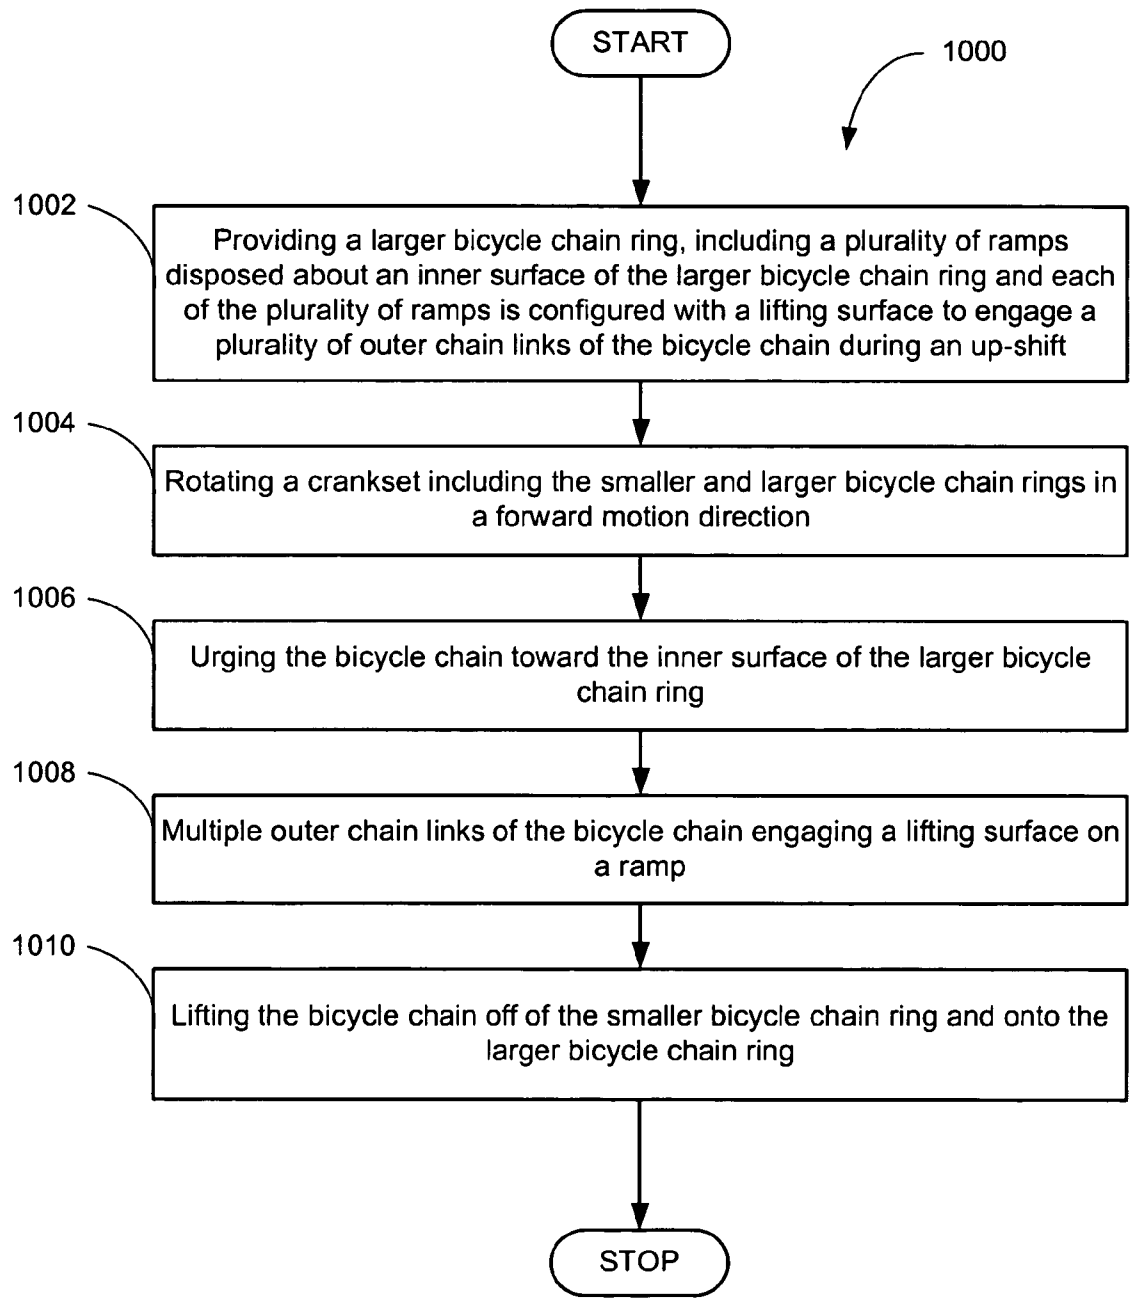 START
1000
1002
Providing a larger bicycle chain ring, including a plurality of ramps
disposed about an inner surface of the larger bicycle chain ring and each
of the plurality of ramps is configured with a lifting surface to engage a
plurality of outer chain links of the bicycle chain during an up-shift
1004
Rotating a crankset including the smaller and larger bicycle chain rings in
a forward motion direction
1006
Urging the bicycle chain toward the inner surface of the larger bicycle
chain ring
1008
Multiple outer chain links of the bicycle chain engaging a lifting surface on
a ramp
1010
Lifting the bicycle chain off of the smaller bicycle chain ring and onto the
larger bicycle chain ring
STOP